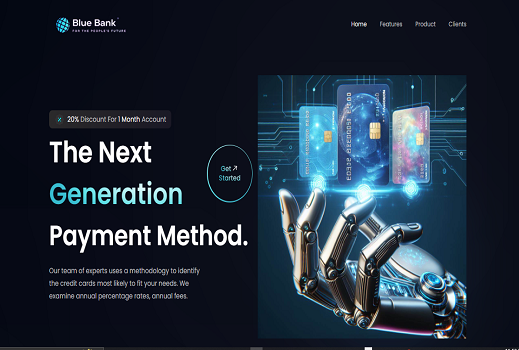 Blue Bank
FOR THE PEOPLE'S FUTURE
Home Features Product Clients
20% Discount For 1 Month Account
The Next
Get
Started
Generation
Payment Method.
Our team of experts uses a methodology to identify
the credit cards most likely to fit your needs. We
examine annual percentage rates, annual fees.